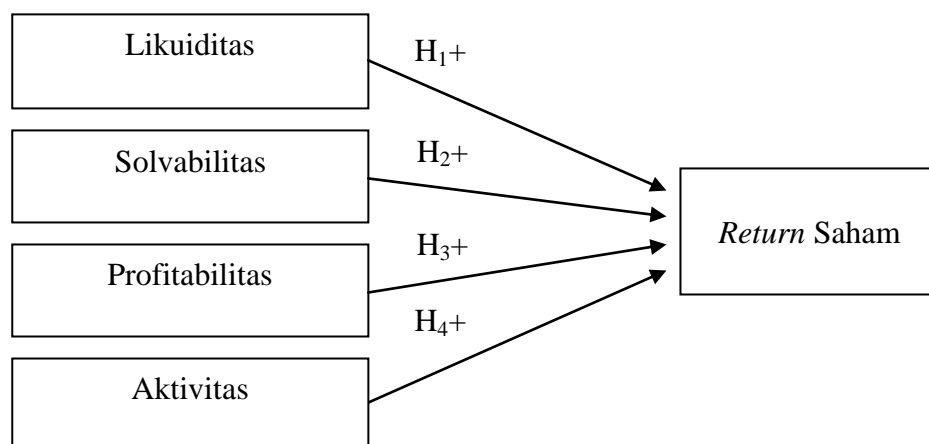 Likuiditas
H1+
Solvabilitas
H2+
Return Saham
Profitabilitas
H3+
Aktivitas
H4+